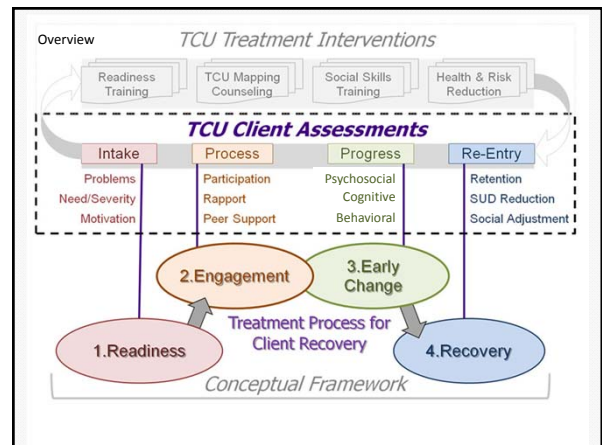 Overview
TCU Treatment Interventions
Readiness
Training
TCU Mapping
Counseling
Social Skills
Training
Health & Risk
Reduction
TCU Client Assessments
Intake
Problems
Need/Severity
Motivation
Process
Participation
Rapport
Peer Support
Progress
Psychosocial
Cognitive
Behavioral
Re-Entry
Retention
SUD Reduction
Social Adjustment
2.Engagement
3.Early
Change
Treatment Process for
Client Recovery
1.Readiness
4.Recovery
Conceptual Framework